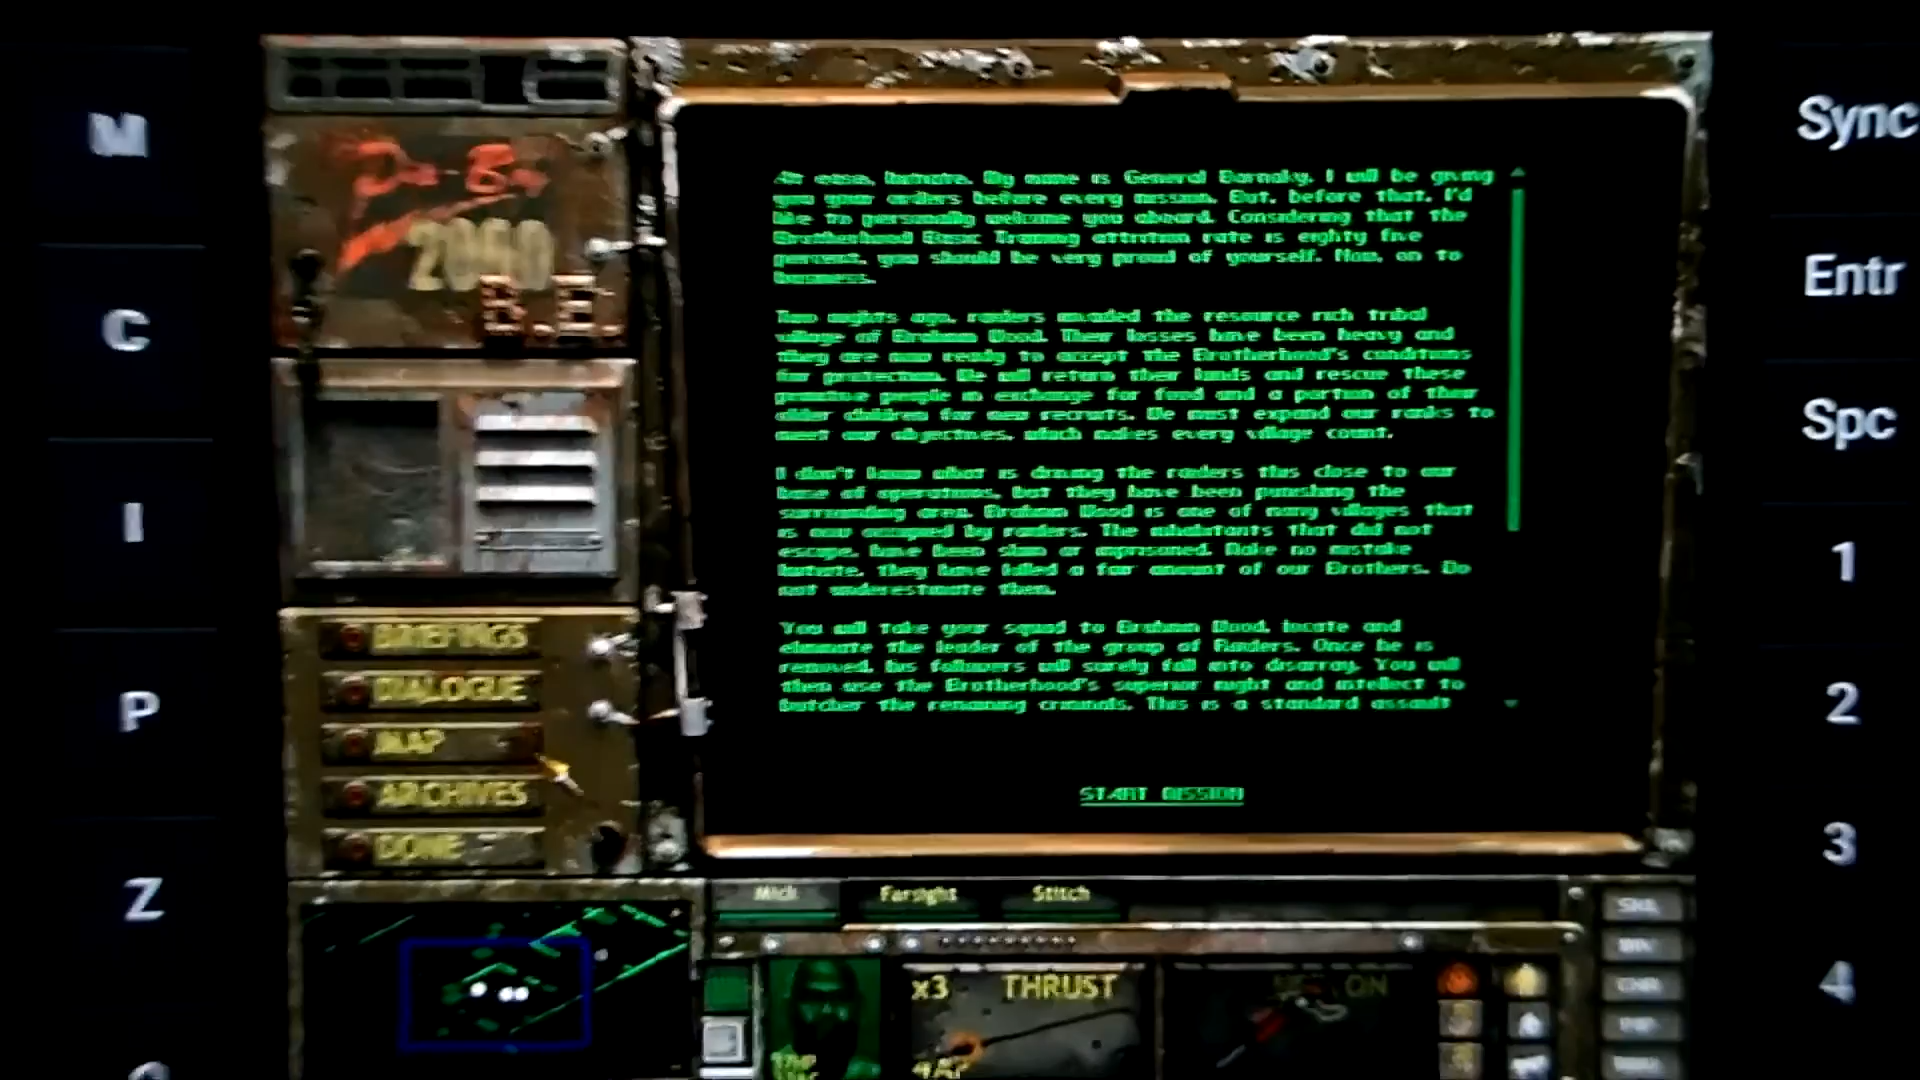 M
C
I
P
Z
Sync
Entr
Spc
1
2
3
4
2060
B.E.
BRIEFINGS
DIALOGUE
MAP
ARCHIVES
DONE
At ease, Initiate. My name is General Barnaky. I will be giving
you your orders before every mission. But, before that, I'd
like to personally welcome you aboard. Considering that the
Brotherhood Basic Training attrition rate is eighty five
percent, you should be very proud of yourself. Now, on to
business.
Two nights ago, raiders invaded the resource rich tribal
village of Brahmin Wood. Their losses have been heavy and
they are now ready to accept the Brotherhood's conditions
for protection. We will return their lands and rescue these
primitive people in exchange for food and a portion of their
older children for new recruits. We must expand our ranks to
meet our objectives, which makes every village count.
I don't know what is driving the raiders this close to our
base of operations, but they have been punishing the
surrounding area. Brahmin Wood is one of many villages that
is now occupied by raiders. The inhabitants that did not
escape, have been slain or imprisoned. Make no mistake
Initiate, they have killed a fair amount of our Brothers. Do
not underestimate them.
You will take your squad to Brahmin Wood, locate and
eliminate the leader of the group of Raiders. Once he is
removed, his followers will surely fall into disarray. You will
then use the Brotherhood's superior might and intellect to
butcher the remaining criminals. This is a standard assault
START MISSION
Mick Farsight Stitch
x3 THRUST
4AP